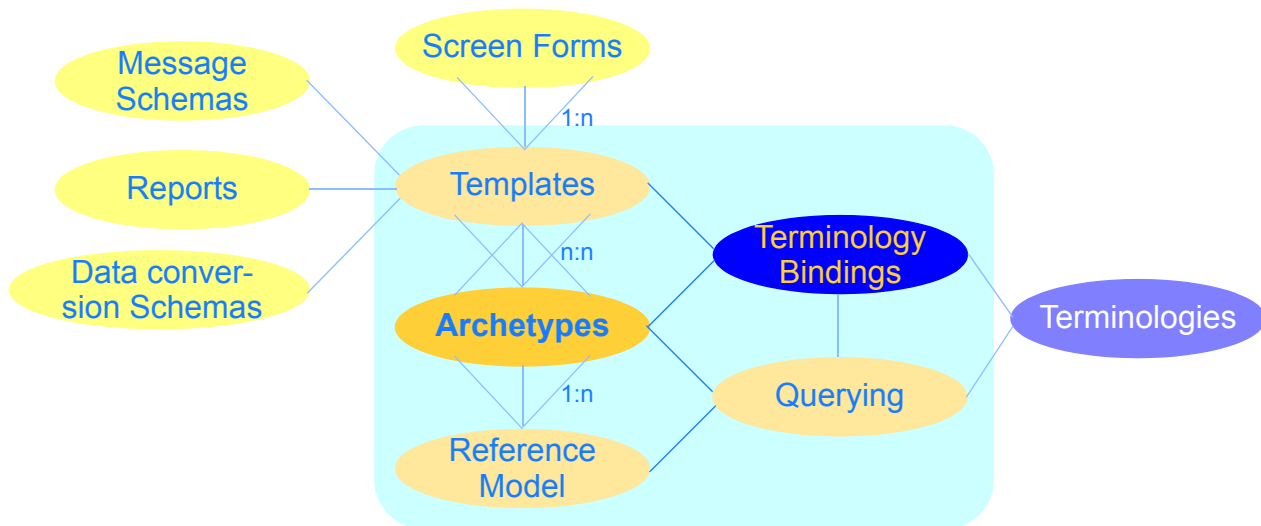 Screen Forms
Message
Schemas
1:n
Templates
Reports
Terminology
Bindings
n:n
Data conver-
sion Schemas
Archetypes
Terminologies
1:n
Querying
Reference
Model